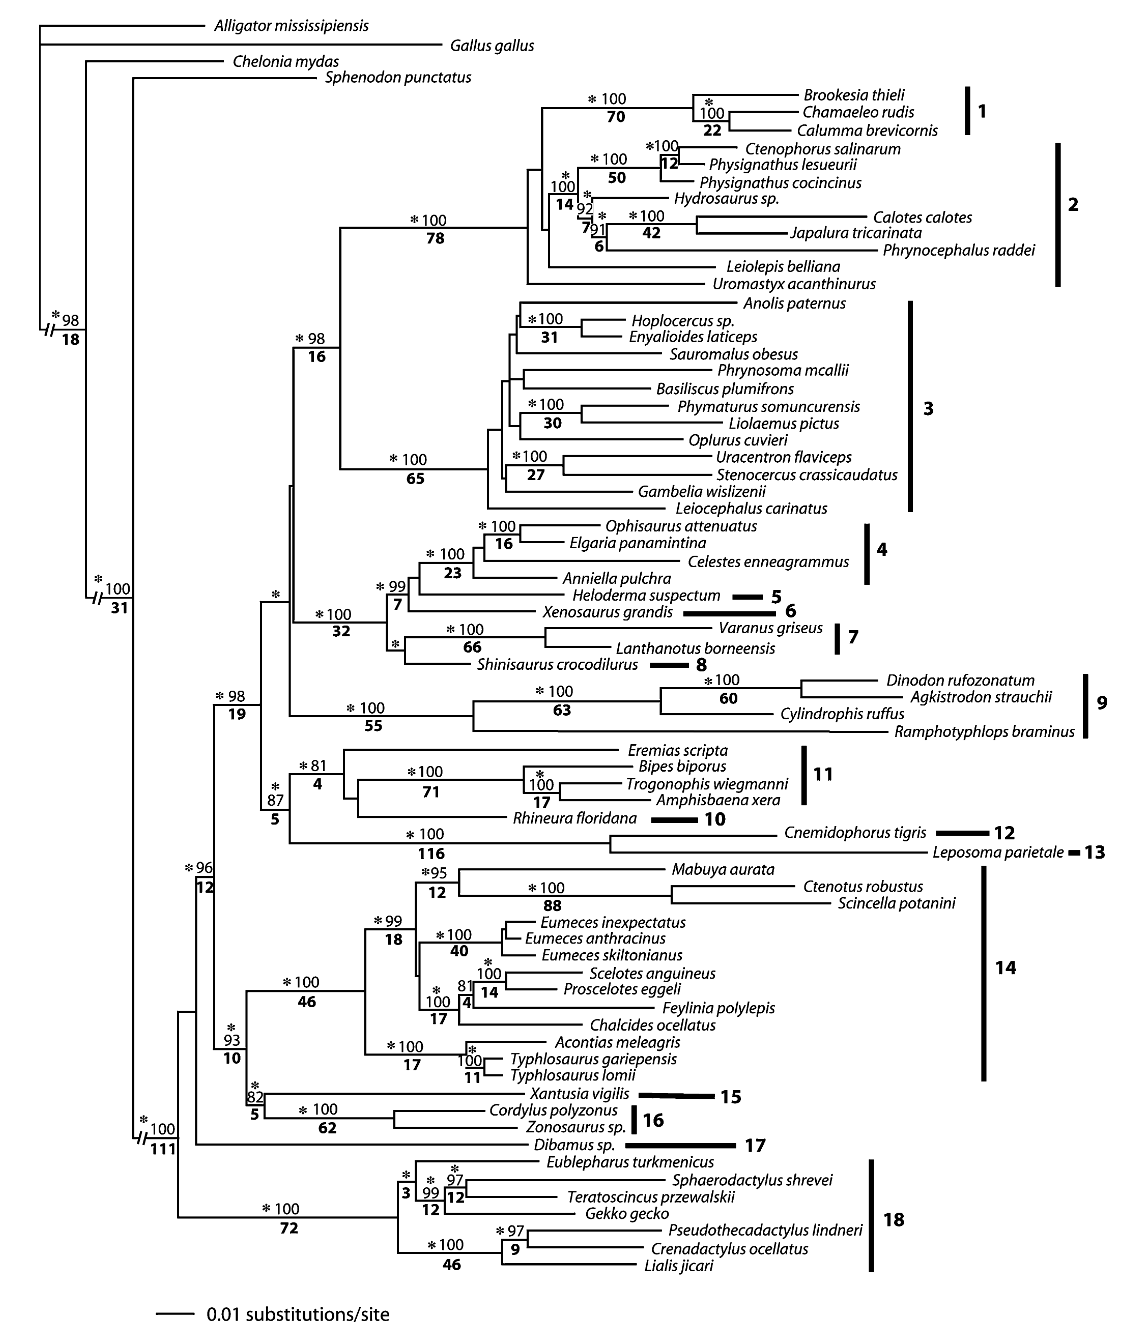 Alligator mississipiensis
Gallus gallus
Chelonia mydas
Sphenodon punctatus
* 100
70
Brookesia thieli
*
100
22
Chamaeleo rudis
1
Calumma brevicornis
*100
12
Ctenophorus salinarum
* 100
50
Physignathus lesueurii
*
100
14
Physignathus cocincinus
*
92
7
Hydrosaurus sp.
2
*
91
6
* 100
42
Calotes calotes
* 100
78
Japalura tricarinata
Phrynocephalus raddei
Leiolepis belliana
Uromastyx acanthinurus
Anolis paternus
* 98
18
*100
31
Hoplocercus sp.
Enyalioides laticeps
* 98
16
Sauromalus obesus
Phrynosoma mcallii
Basiliscus plumifrons
*100
30
Phymaturus somuncurensis
3
Liolaemus pictus
Oplurus cuvieri
* 100
65
*100
27
Uracentron flaviceps
Stenocercus crassicaudatus
Gambelia wislizenii
Leiocephalus carinatus
* 100
16
Ophisaurus attenuatus
Elgaria panamintina
4
* 100
23
Celestes enneagrammus
Anniella pulchra
*
100
31
* 99
7
Heloderma suspectum
5
*
Xenosaurus grandis
6
*100
32
* 100
66
Varanus griseus
7
*
Lanthanotus borneensis
Shinisaurus crocodilurus
8
*100
60
Dinodon rufozonatum
* 98
19
* 100
63
Agkistrodon strauchii
9
* 100
55
Cylindrophis ruffus
Ramphotyphlops braminus
Eremias scripta
* 81
4
*100
71
Bipes biporus
11
*
100
17
Trogonophis wiegmanni
*
87
5
Amphisbaena xera
Rhineura floridana
10
* 100
116
Cnemidophorus tigris
12
Leposoma parietale
13
* 96
12
*95
12
Mabuya aurata
* 100
88
Ctenotus robustus
Scincella potanini
* 99
18
*100
40
Eumeces inexpectatus
Eumeces anthracinus
Eumeces skiltonianus
*
100
14
Scelotes anguineus
14
* 100
46
81
4
Proscelotes eggeli
*
100
17
Feylinia polylepis
Chalcides ocellatus
*
93
10
* 100
17
Acontias meleagris
*
100
11
Typhlosaurus gariepensis
Typhlosaurus lomii
*
82
5
Xantusia vigilis
15
* 100
62
Cordylus polyzonus
16
Zonosaurus sp.
*
100
111
Dibamus sp.
17
Eublepharus turkmenicus
*
3
*
97
12
Sphaerodactylus shrevei
*
99
12
Teratoscincus przewalskii
Gekko gecko
18
* 100
72
* 97
9
Pseudothecadactylus lindneri
*100
46
Crenadactylus ocellatus
Lialis jicari
0.01 substitutions/site